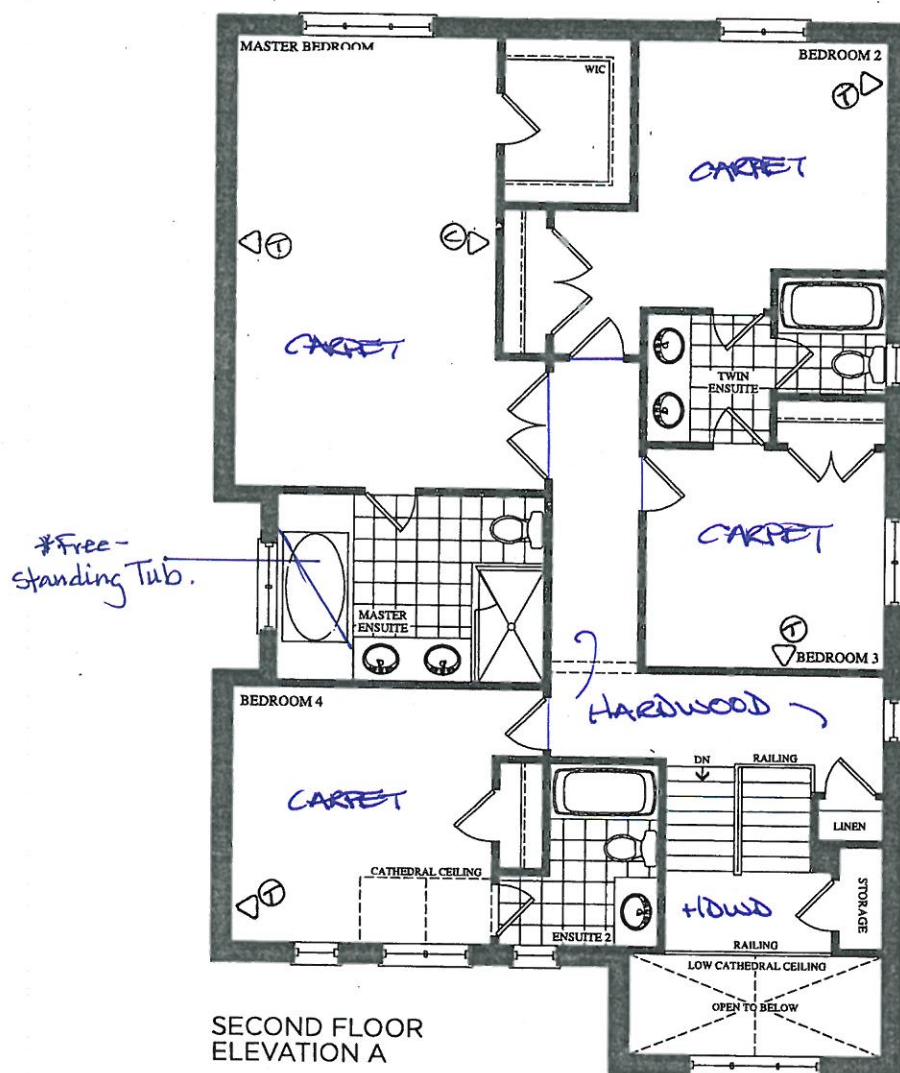 MASTER BEDROOM
WIC
BEDROOM 2
T
CARPET
T
C
CARPET
TWIN
ENSUITE
CARPET
*Free-
standing Tub.
MASTER
ENSUITE
T
BEDROOM 3
BEDROOM 4
HARDWOOD
DN
RAILING
CARPET
LINEN
CATHEDRAL CEILING
T
STORAGE
HDWD
ENSUITE 2
RAILING
LOW CATHEDRAL CEILING
OPEN TO BELOW
SECOND FLOOR
ELEVATION A